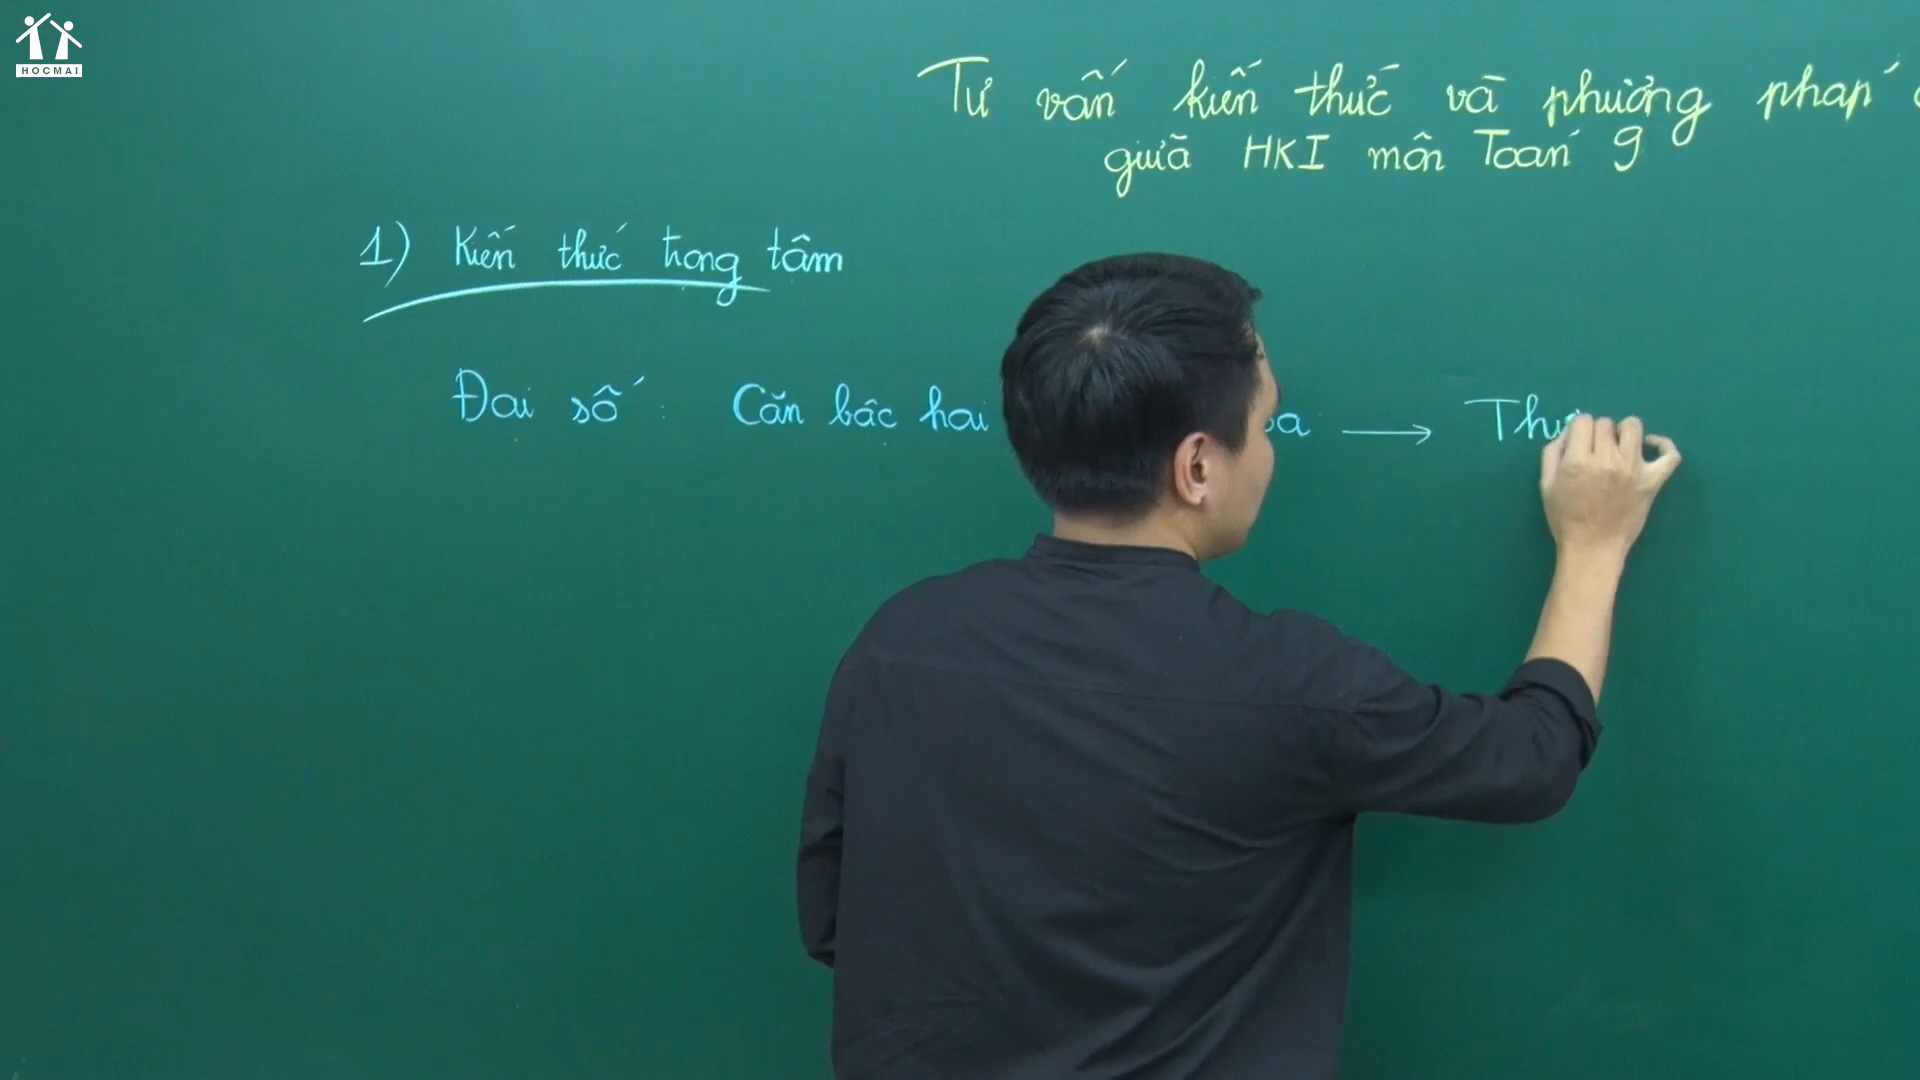 HOCMAI
Tư vấn kiến thức và phương pháp
giữa HKI môn Toán 9
1) Kiến thức trọng tâm
Đại số : Căn bậc hai →